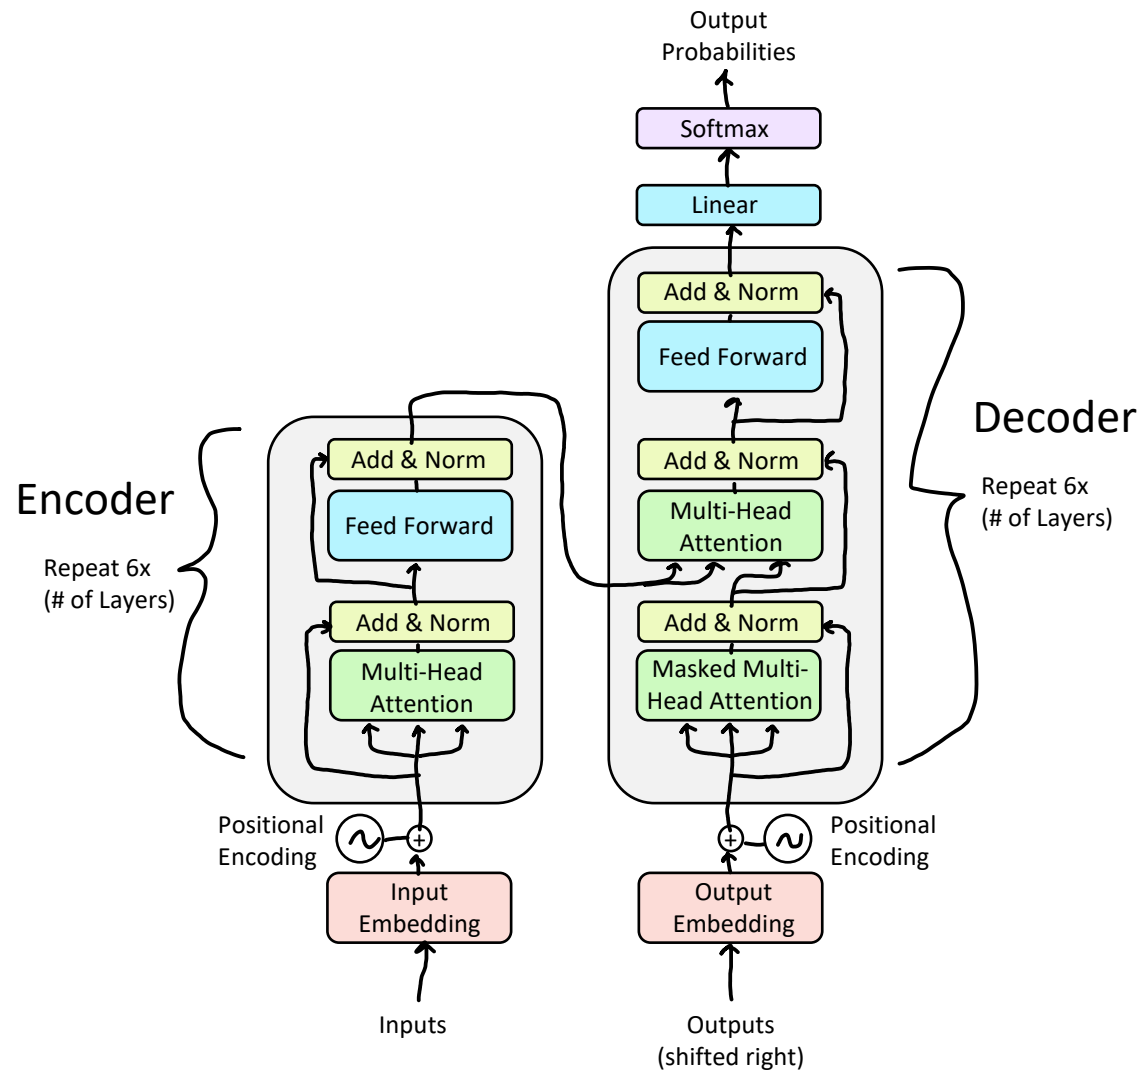 Output
Probabilities
Softmax
Linear
Add & Norm
Feed Forward
Add & Norm
Multi-Head
Attention
Add & Norm
Masked Multi-
Head Attention
Decoder
Repeat 6x
(# of Layers)
Add & Norm
Feed Forward
Add & Norm
Multi-Head
Attention
Encoder
Repeat 6x
(# of Layers)
Positional
Encoding
+
Input
Embedding
Inputs
+
Positional
Encoding
Output
Embedding
Outputs
(shifted right)